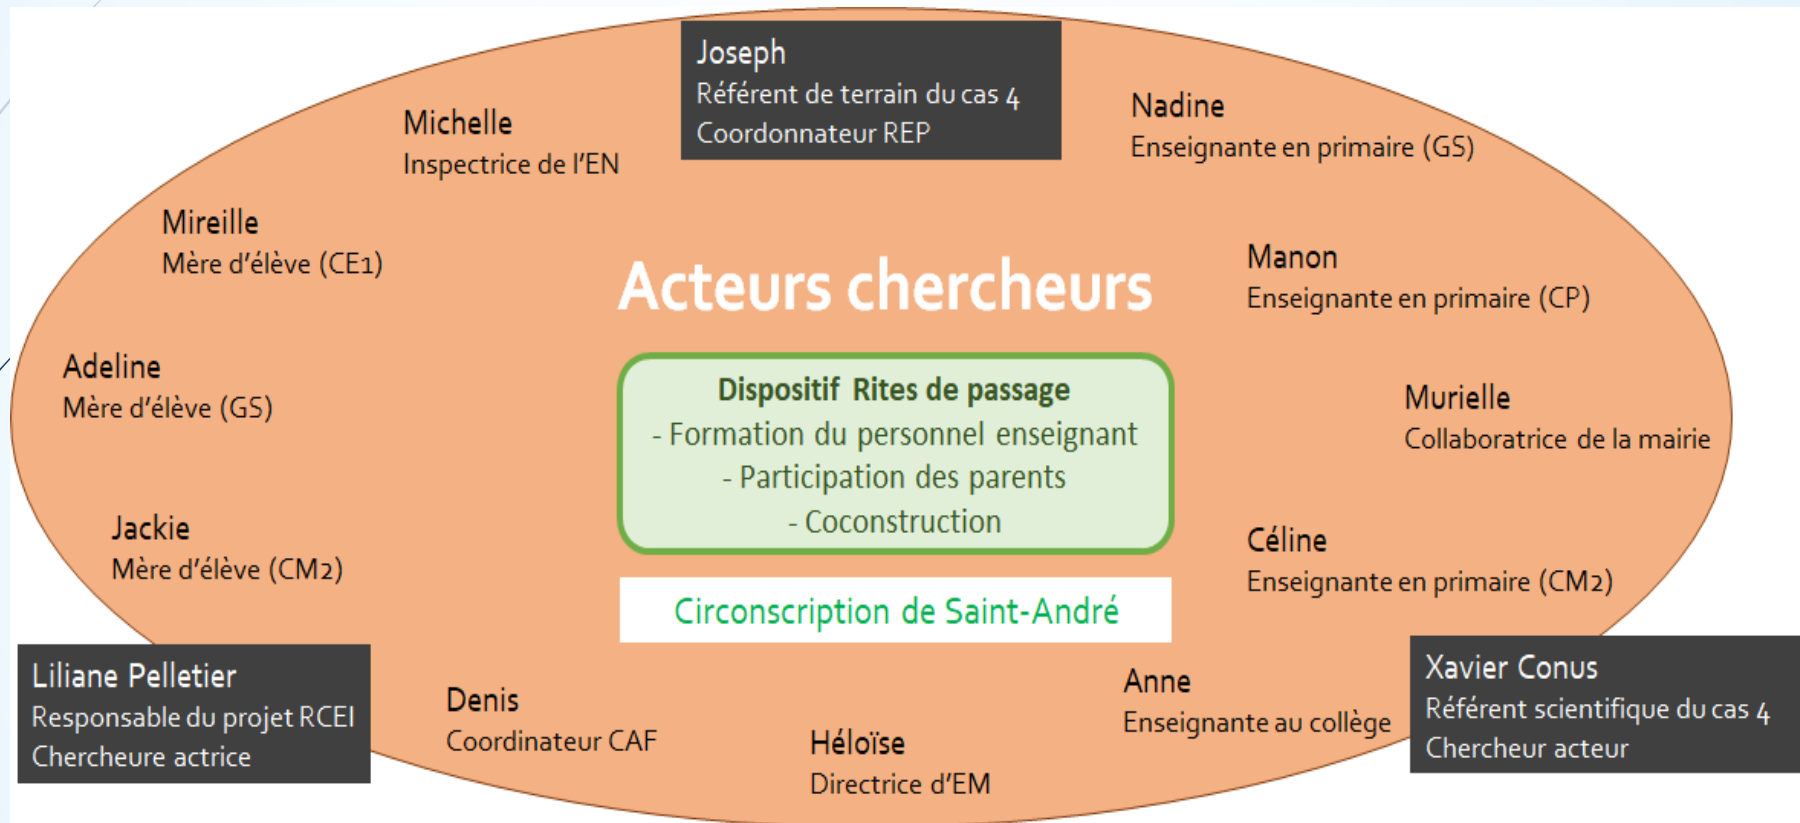 Joseph
Référent de terrain du cas 4
Coordonnateur REP
Michelle
Inspectrice de l'EN
Nadine
Enseignante en primaire (GS)
Mireille
Mère d'élève (CE1)
Acteurs chercheurs
Manon
Enseignante en primaire (CP)
Adeline
Mère d'élève (GS)
Dispositif Rites de passage
- Formation du personnel enseignant
- Participation des parents
- Coconstruction
Murielle
Collaboratrice de la mairie
Jackie
Mère d'élève (CM2)
Céline
Enseignante en primaire (CM2)
Circonscription de Saint-André
Liliane Pelletier
Responsable du projet RCEI
Chercheure actrice
Denis
Coordinateur CAF
Héloïse
Directrice d'EM
Anne
Enseignante au collège
Xavier Conus
Référent scientifique du cas 4
Chercheur acteur